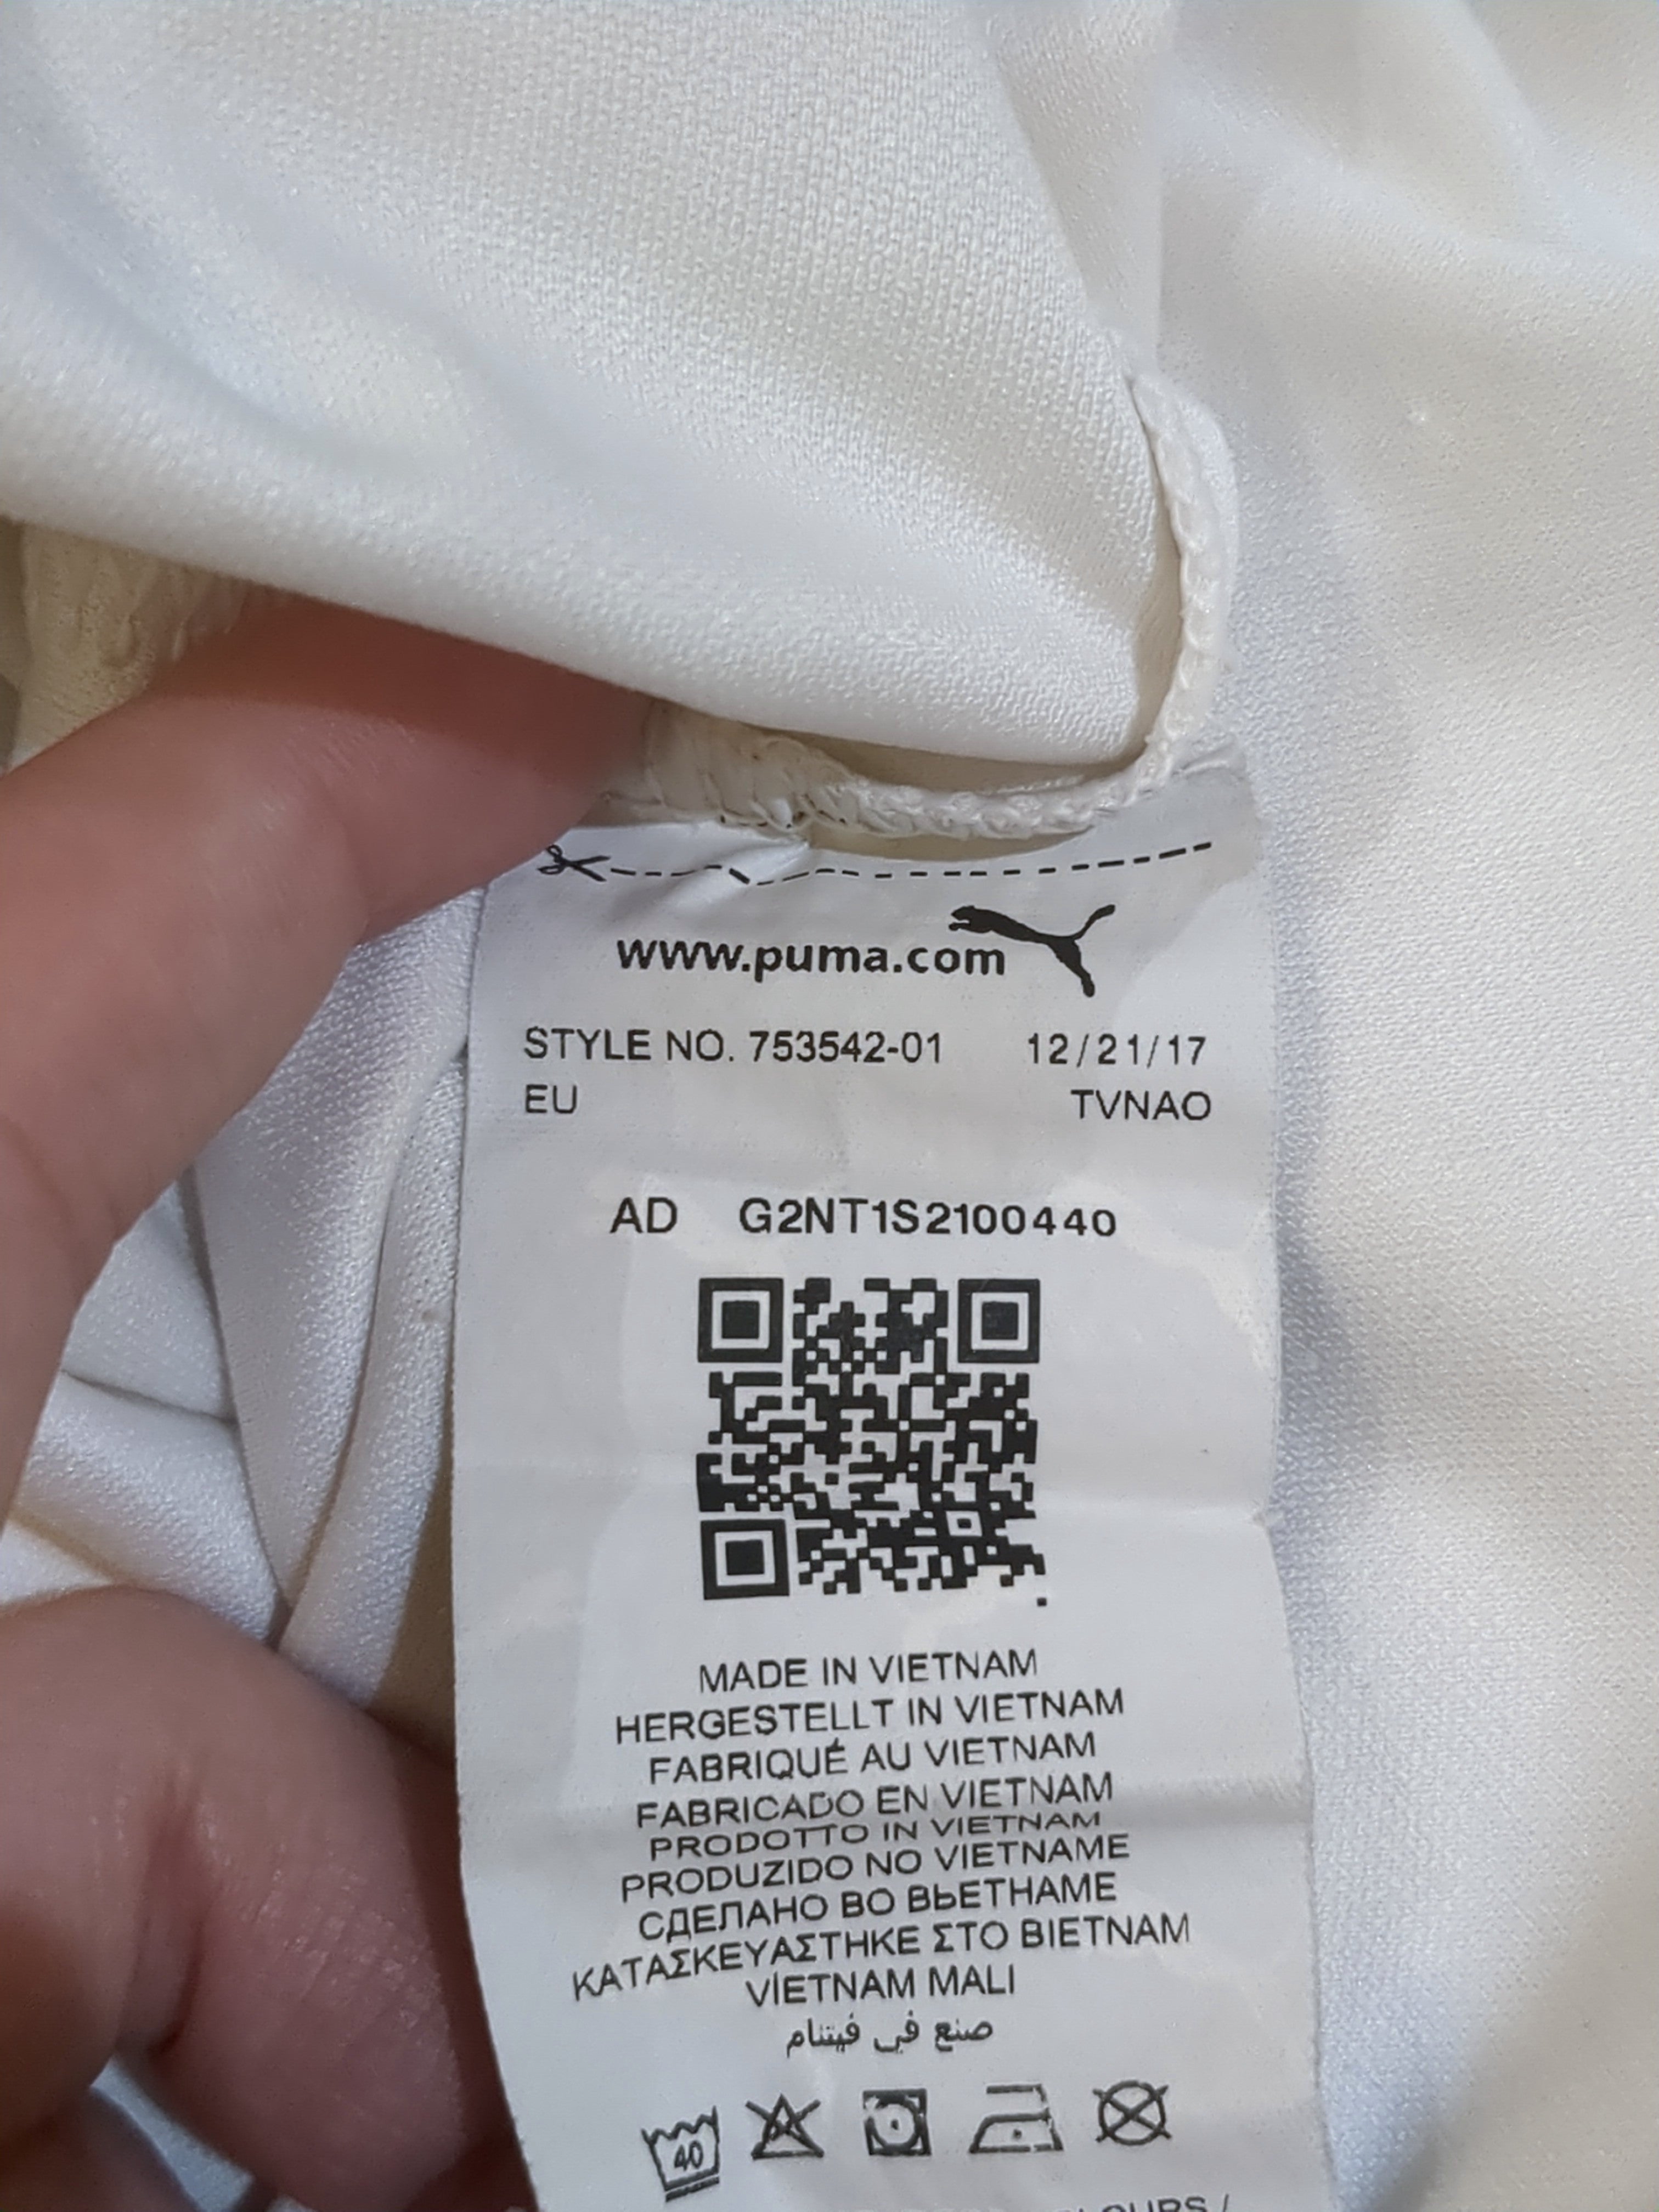 www.puma.com
STYLE NO. 753542-01 12/21/17
EU TVNAO
AD G2NT1S2100440
MADE IN VIETNAM
HERGESTELLT IN VIETNAM
FABRIQUÉ AU VIETNAM
FABRICADO EN VIETNAM
PRODOTTO IN VIETNAM
PRODUZIDO NO VIETNAME
СДЕЛАНО ВО ВЬЕТНАМЕ
ΚΑΤΑΣΚΕΥΑΣΤΗΚΕ ΣΤΟ ΒΙΕΤΝΑΜ
VİETNAM MALI
صنع في فيتنام
40